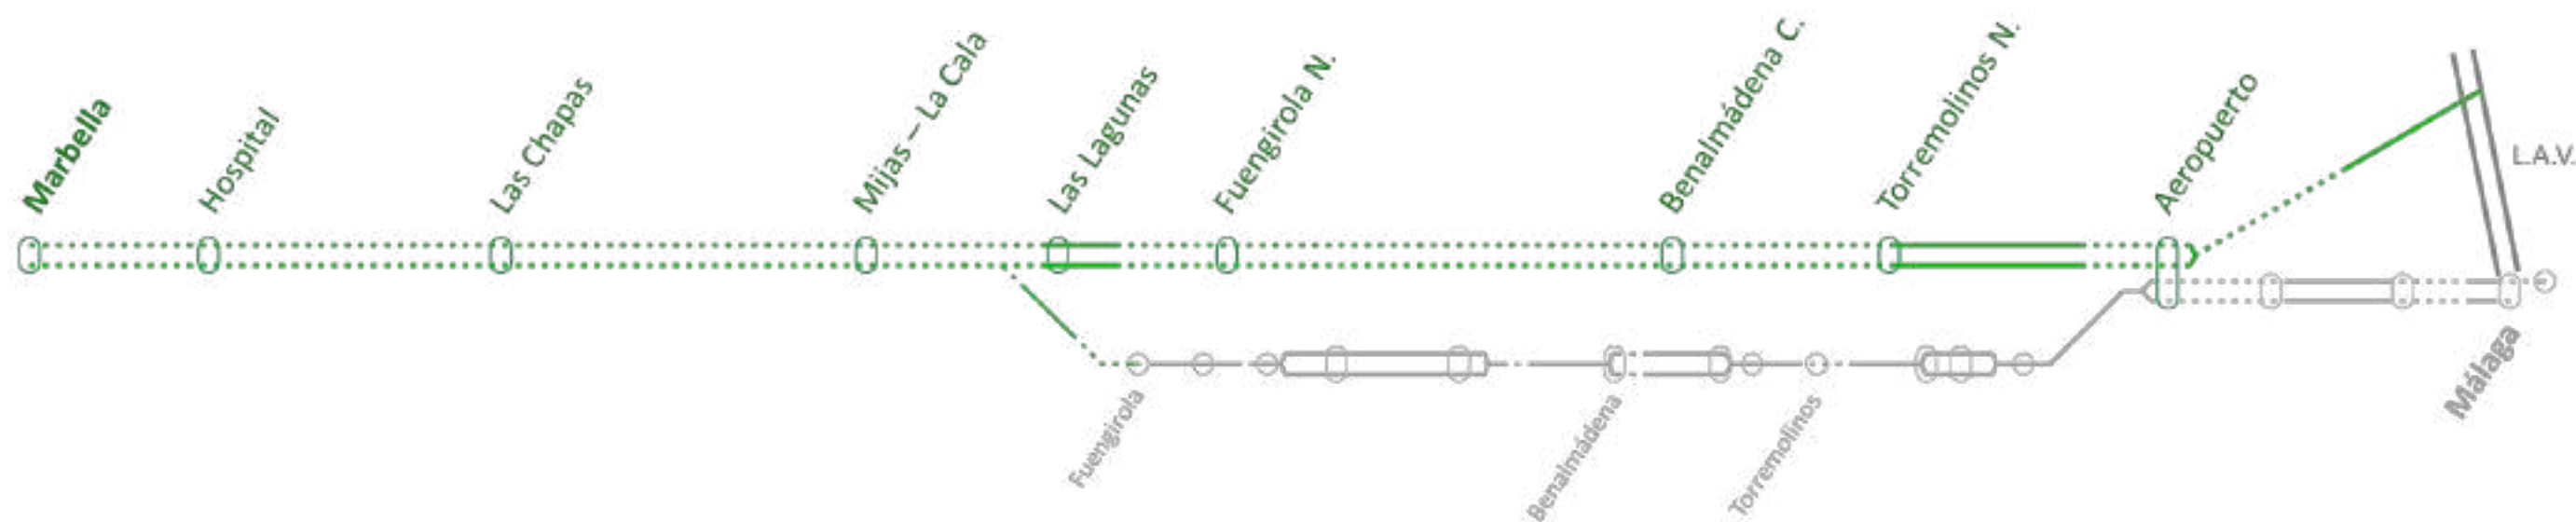 Marbella
Hospital
Las Chapas
Mijas – La Cala
Las Lagunas
Fuengirola N.
Benalmádena C.
Torremolinos N.
Aeropuerto
L.A.V.
Fuengirola
Benalmádena
Torremolinos
Málaga